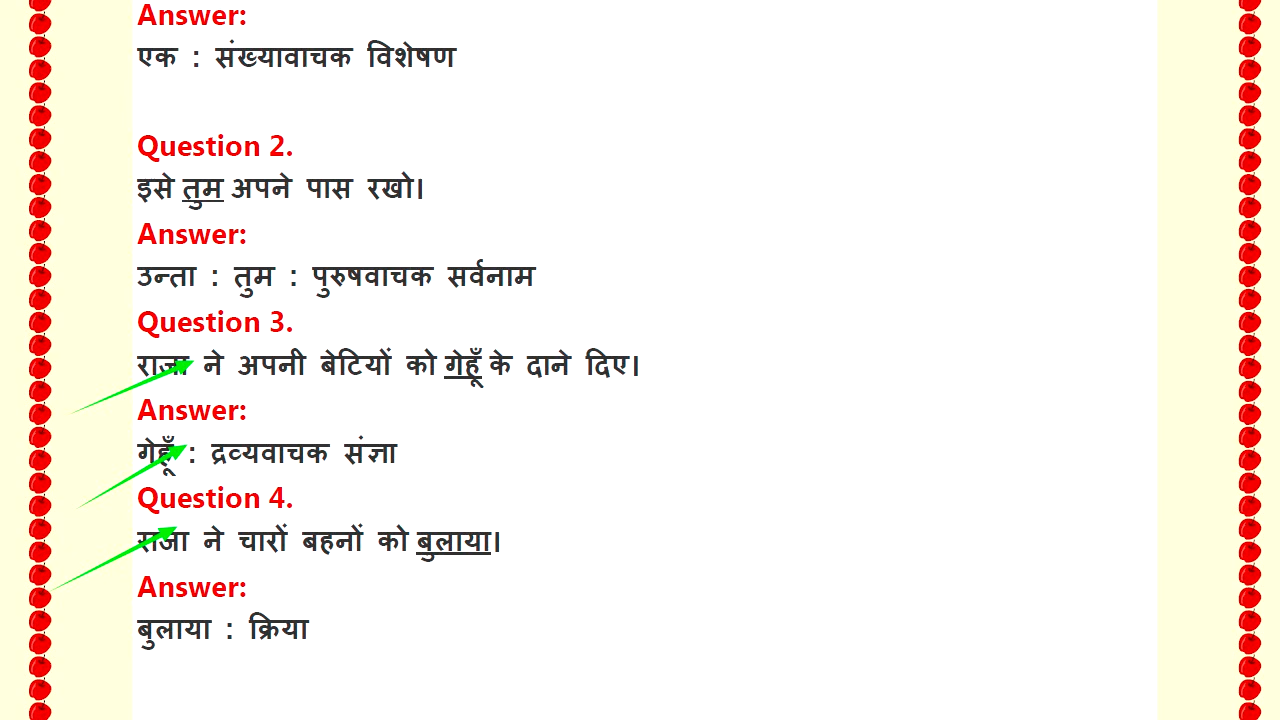 Answer:
एक : संख्यावाचक विशेषण
Question 2.
इसे तुम अपने पास रखो।
Answer:
उन्ता : तुम : पुरुषवाचक सर्वनाम
Question 3.
राजा ने अपनी बेटियों को गेहूँ के दाने दिए।
Answer:
गेहूँ : द्रव्यवाचक संज्ञा
Question 4.
राजा ने चारों बहनों को बुलाया।
Answer:
बुलाया : क्रिया